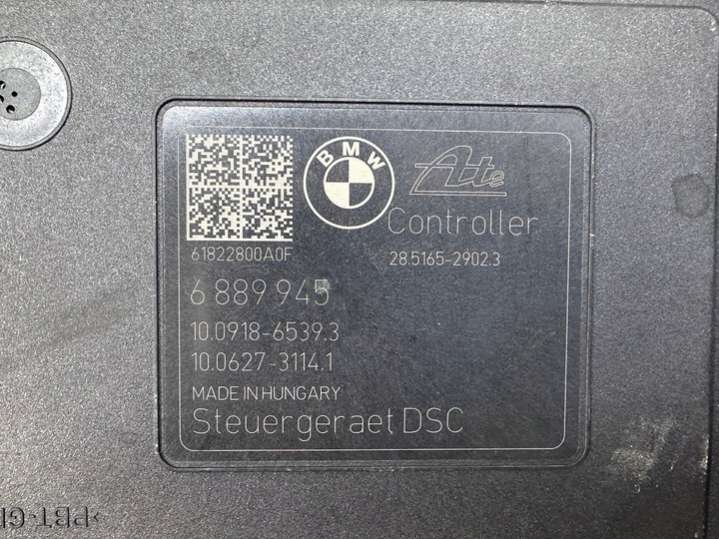 BMW
Ate
Controller
61822800A0F
28.5165-2902.3
6 889 945
10.0918-6539.3
10.0627-3114.1
MADE IN HUNGARY
Steuergeraet DSC